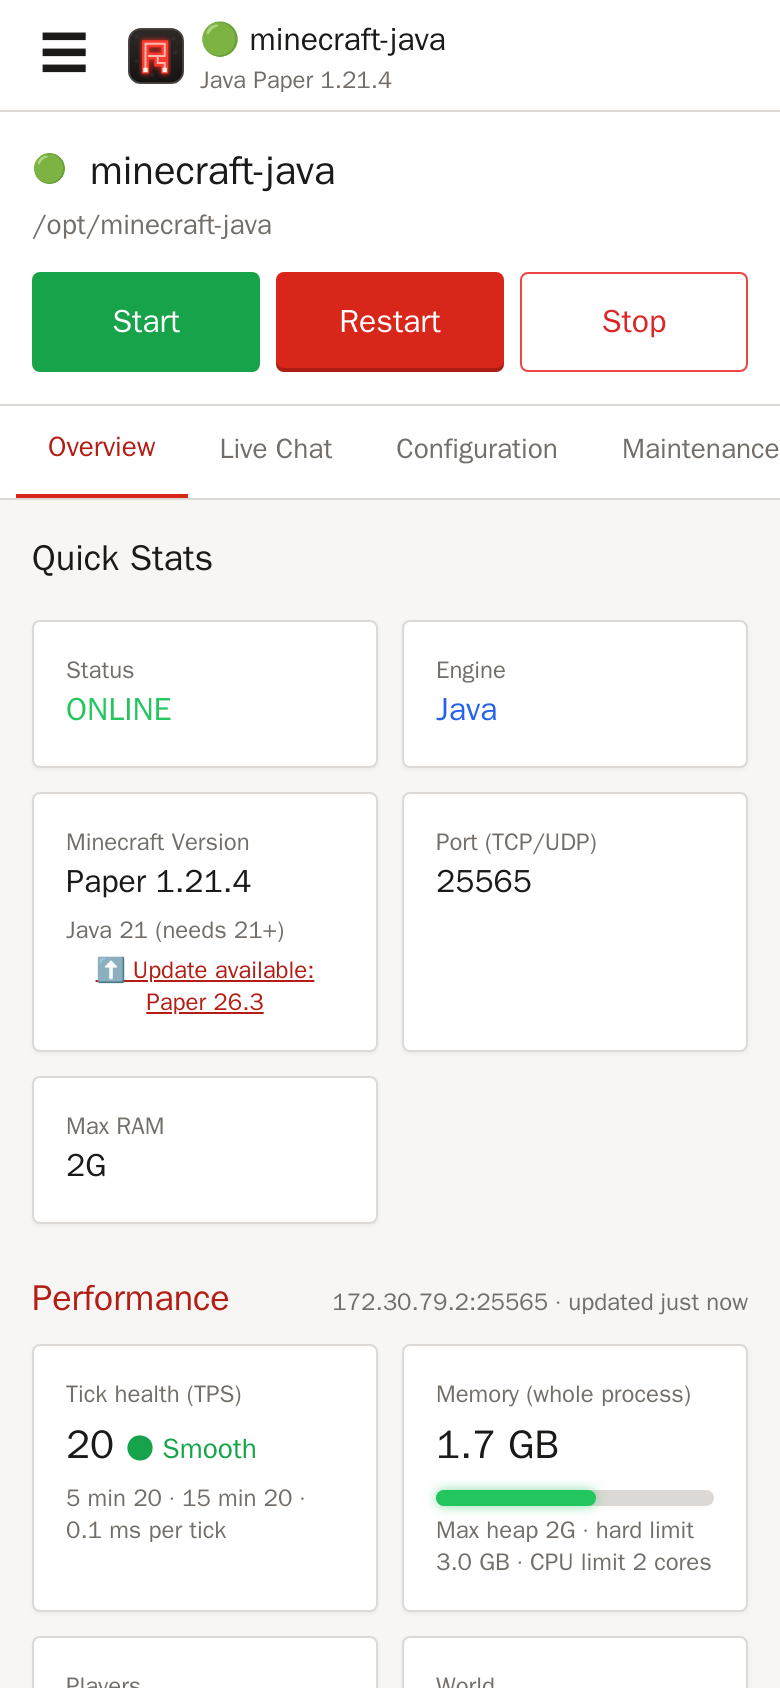 minecraft-java
Java Paper 1.21.4
minecraft-java
/opt/minecraft-java
Start
Restart
Stop
Overview
Live Chat
Configuration
Maintenance
Quick Stats
Status
ONLINE
Engine
Java
Minecraft Version
Paper 1.21.4
Java 21 (needs 21+)
⬆️ Update available:
Paper 26.3
Port (TCP/UDP)
25565
Max RAM
2G
Performance
172.30.79.2:25565 · updated just now
Tick health (TPS)
20 Smooth
5 min 20 · 15 min 20 ·
0.1 ms per tick
Memory (whole process)
1.7 GB
Max heap 2G · hard limit
3.0 GB · CPU limit 2 cores
Players
World